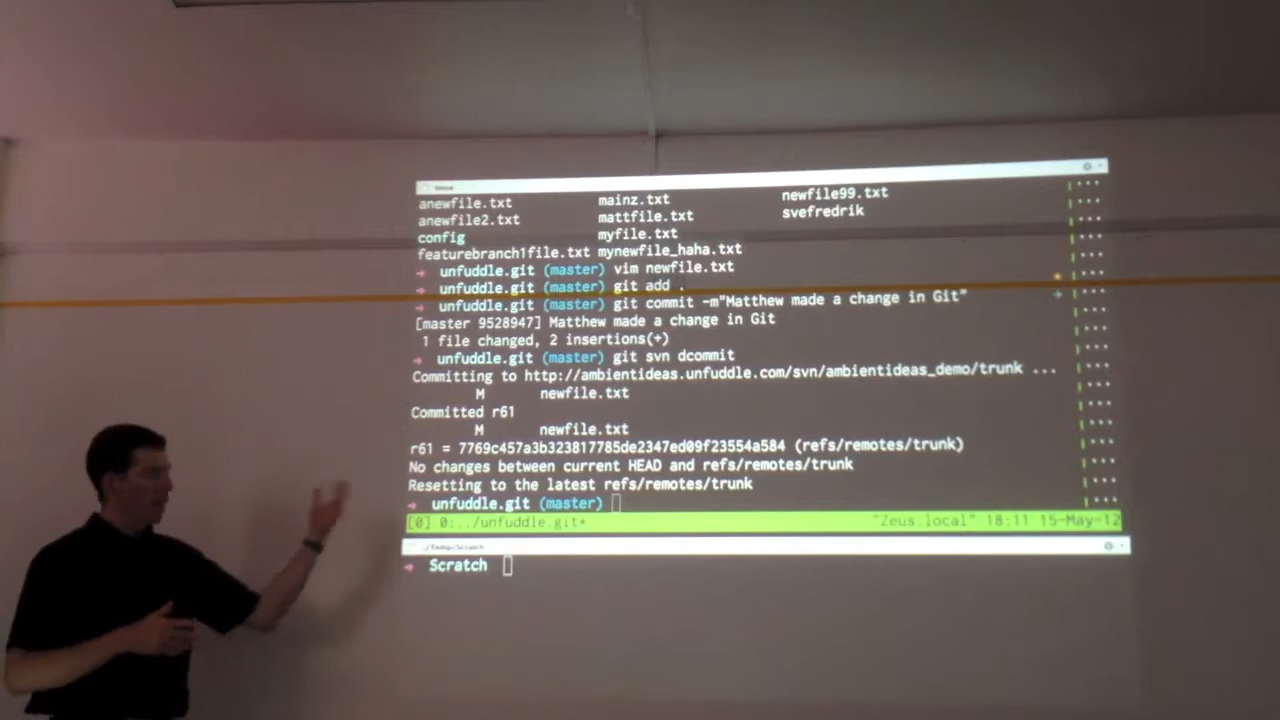 anewfile.txt mainz.txt newfile99.txt
anewfile2.txt mattfile.txt svefredrik
config myfile.txt
featurebranch1file.txt mynewfile_haha.txt
➜ unfuddle.git (master) vim newfile.txt
➜ unfuddle.git (master) git add .
➜ unfuddle.git (master) git commit -m"Matthew made a change in Git"
[master 9528947] Matthew made a change in Git
1 file changed, 2 insertions(+)
➜ unfuddle.git (master) git svn dcommit
Committing to http://ambientideas.unfuddle.com/svn/ambientideas_demo/trunk ...
M newfile.txt
Committed r61
M newfile.txt
r61 = 7769c457a3b323817785de2347ed09f23554a584 (refs/remotes/trunk)
No changes between current HEAD and refs/remotes/trunk
Resetting to the latest refs/remotes/trunk
➜ unfuddle.git (master)
[0] 0:../unfuddle.git* "Zeus.local" 18:11 15-May-12
➜ Scratch